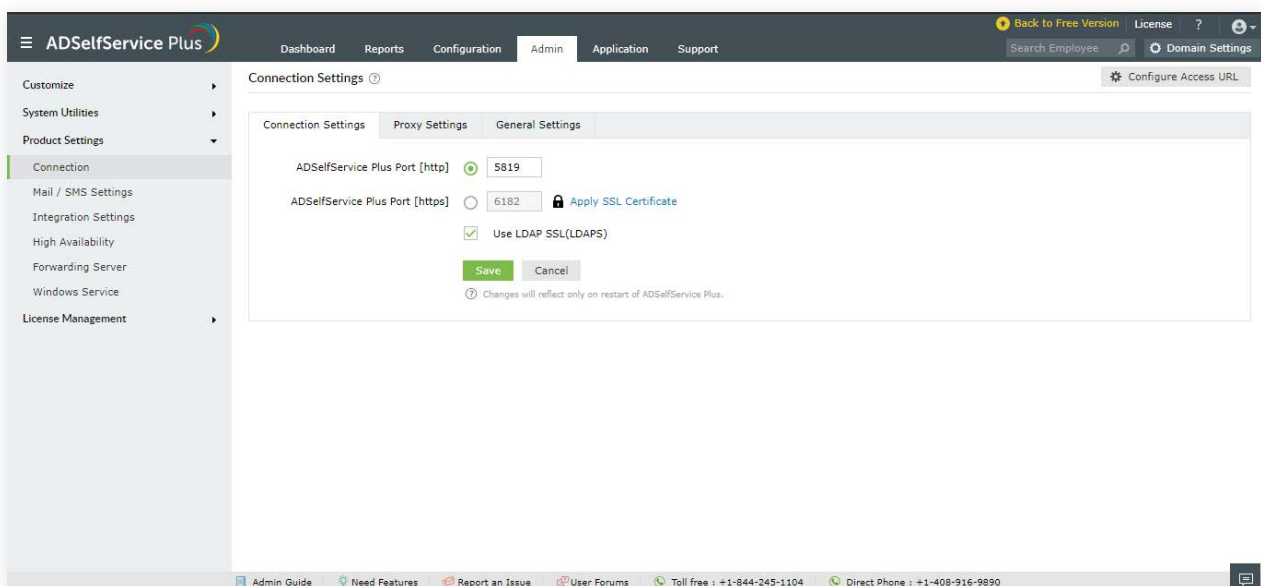 Back to Free Version License ?
ADSelfService Plus
Dashboard Reports Configuration Admin Application Support
Search Employee Domain Settings
Customize
System Utilities
Product Settings
Connection
Mail / SMS Settings
Integration Settings
High Availability
Forwarding Server
Windows Service
License Management
Connection Settings ?
Configure Access URL
Connection Settings Proxy Settings General Settings
ADSelfService Plus Port [http] 5819
ADSelfService Plus Port [https] 6182 Apply SSL Certificate
Use LDAP SSL(LDAPS)
Save Cancel
? Changes will reflect only on restart of ADSelfService Plus.
Admin Guide Need Features Report an Issue User Forums Toll free : +1-844-245-1104 Direct Phone : +1-408-916-9890